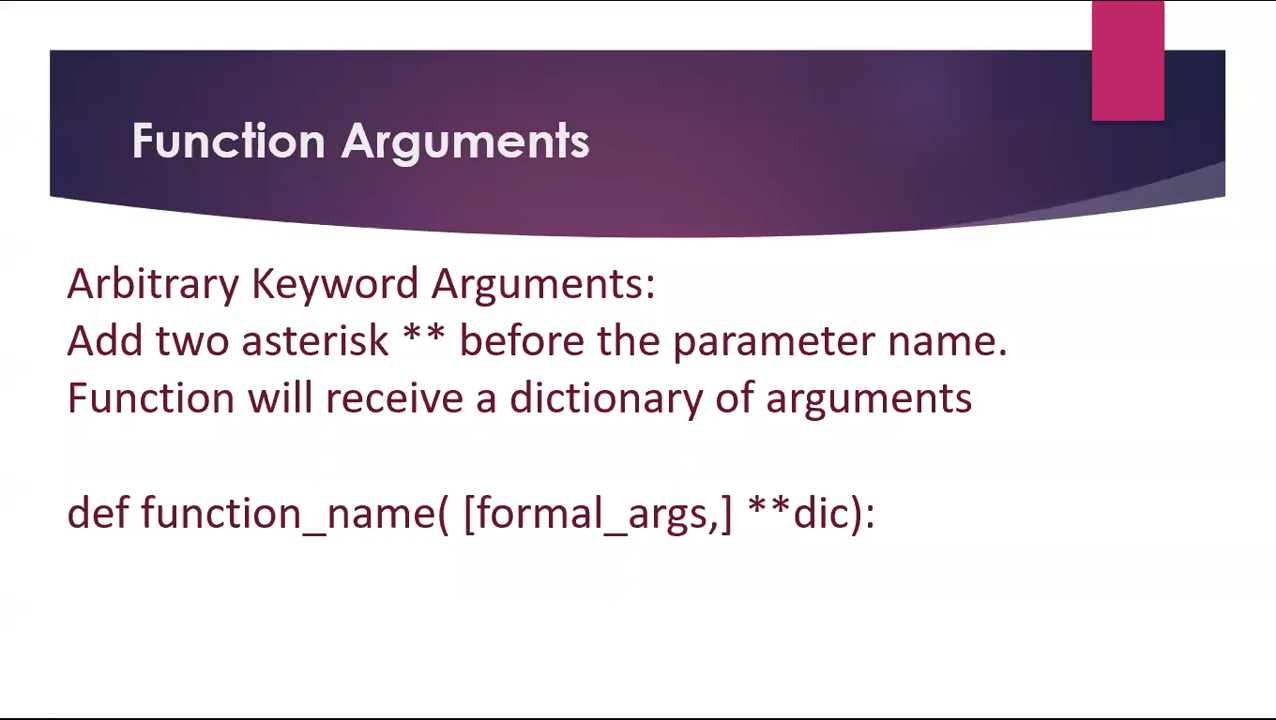 Function Arguments
Arbitrary Keyword Arguments:
Add two asterisk ** before the parameter name.
Function will receive a dictionary of arguments
def function_name( [formal_args,] **dic):